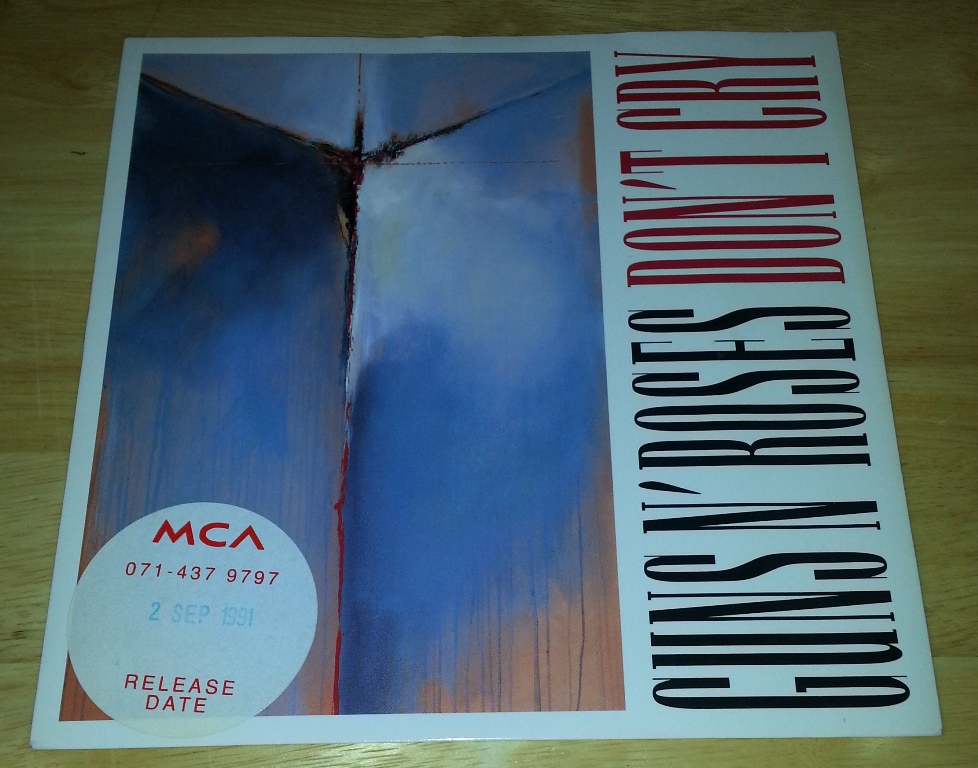 GUNS N' ROSES DON'T CRY
MCA
071-437 9797
2 SEP 1991
RELEASE
DATE